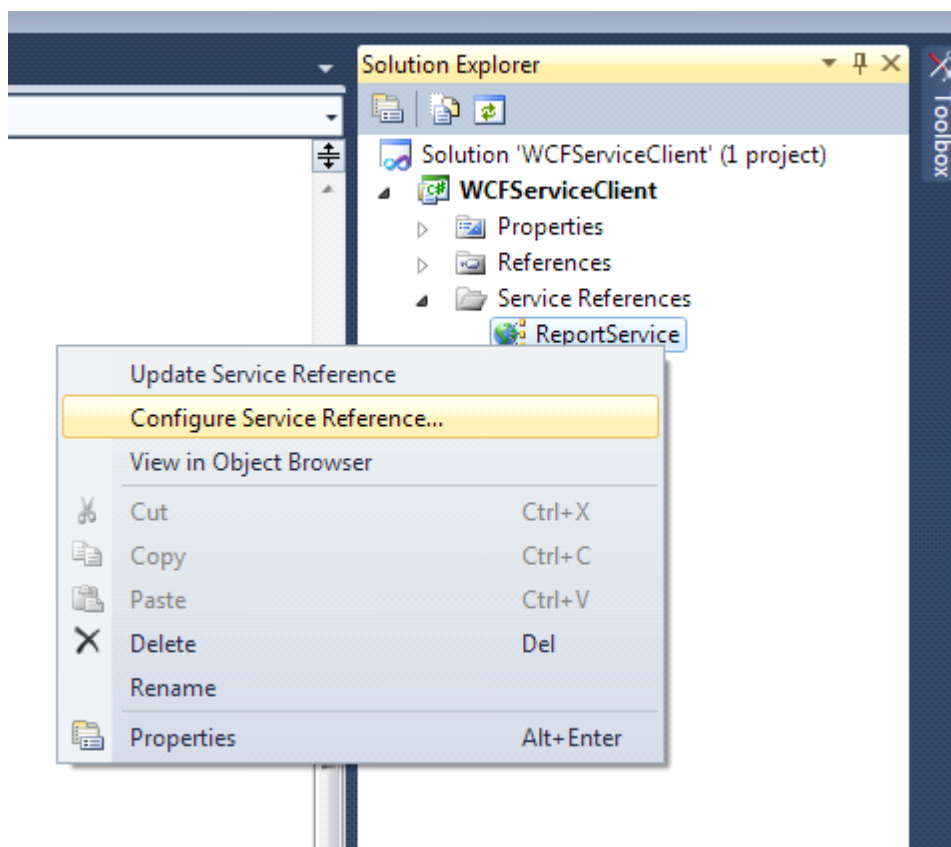 Solution Explorer
Toolbox
Solution 'WCFServiceClient' (1 project)
C#
WCFServiceClient
Properties
References
Service References
ReportService
Update Service Reference
Configure Service Reference...
View in Object Browser
Cut Ctrl+X
Copy Ctrl+C
Paste Ctrl+V
Delete Del
Rename
Properties Alt+Enter